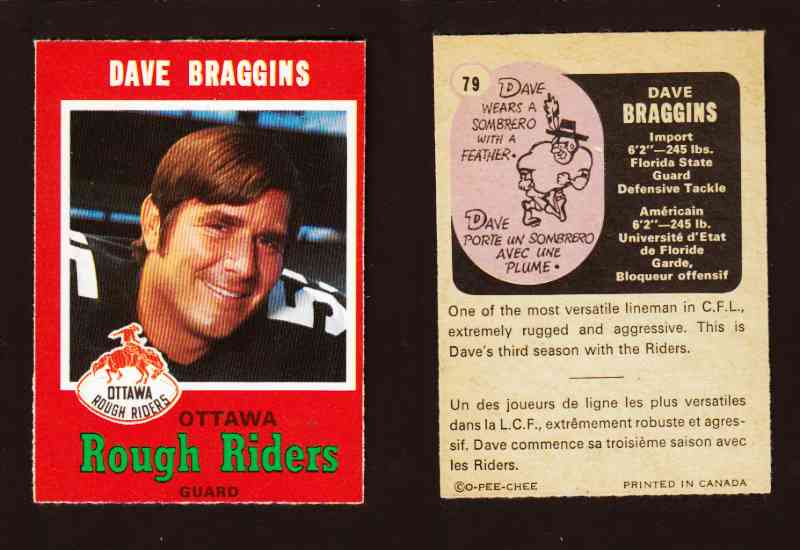 DAVE BRAGGINS
OTTAWA
ROUGH RIDERS
OTTAWA
Rough Riders
GUARD
79
DAVE
WEARS A
SOMBRERO
WITH A
FEATHER.
DAVE
PORTE UN SOMBRERO
AVEC UNE
PLUME.
DAVE
BRAGGINS
Import
6'2"—245 lbs.
Florida State
Guard
Defensive Tackle
Américain
6'2"—245 lb.
Université d'Etat
de Floride
Garde,
Bloqueur offensif
One of the most versatile lineman in C.F.L.,
extremely rugged and aggressive. This is
Dave's third season with the Riders.
Un des joueurs de ligne les plus versatiles
dans la L.C.F., extrêmement robuste et agres-
sif. Dave commence sa troisième saison avec
les Riders.
©O-PEE-CHEE PRINTED IN CANADA